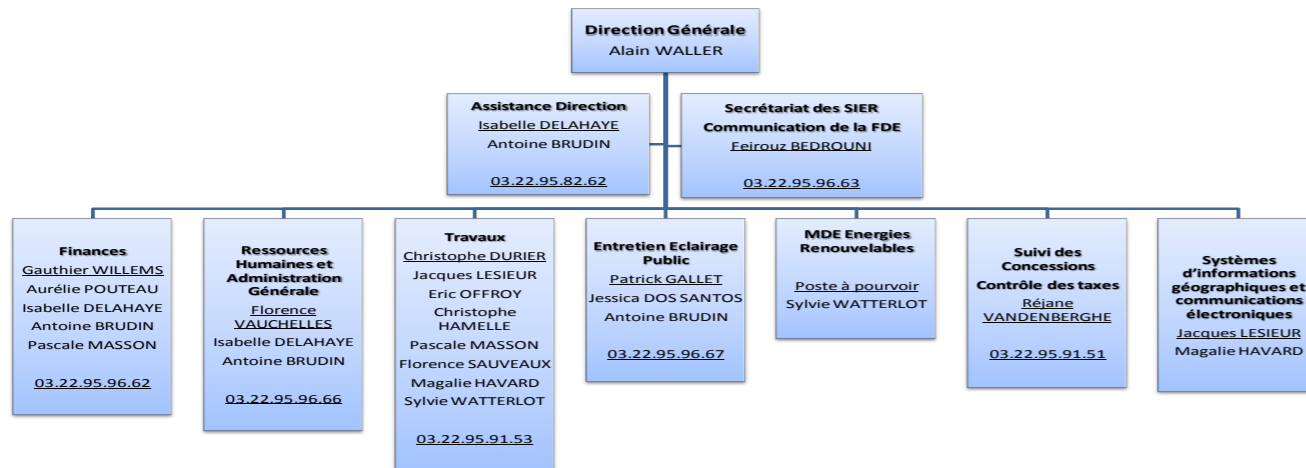 Direction Générale
Alain WALLER
Assistance Direction
Isabelle DELAHAYE
Antoine BRUDIN
03.22.95.82.62
Secrétariat des SIER
Communication de la FDE
Feirouz BEDROUNI
03.22.95.96.63
Finances
Gauthier WILLEMS
Aurélie POUTEAU
Isabelle DELAHAYE
Antoine BRUDIN
Pascale MASSON
03.22.95.96.62
Ressources
Humaines et
Administration
Générale
Florence
VAUCHELLES
Isabelle DELAHAYE
Antoine BRUDIN
03.22.95.96.66
Travaux
Christophe DURIER
Jacques LESIEUR
Eric OFFROY
Christophe
HAMELLE
Pascale MASSON
Florence SAUVEAUX
Magalie HAVARD
Sylvie WATTERLOT
03.22.95.91.53
Entretien Eclairage
Public
Patrick GALLET
Jessica DOS SANTOS
Antoine BRUDIN
03.22.95.96.67
MDE Energies
Renouvelables
Poste à pourvoir
Sylvie WATTERLOT
Suivi des
Concessions
Contrôle des taxes
Réjane
VANDENBERGHE
03.22.95.91.51
Systèmes
d'informations
géographiques et
communications
électroniques
Jacques LESIEUR
Magalie HAVARD